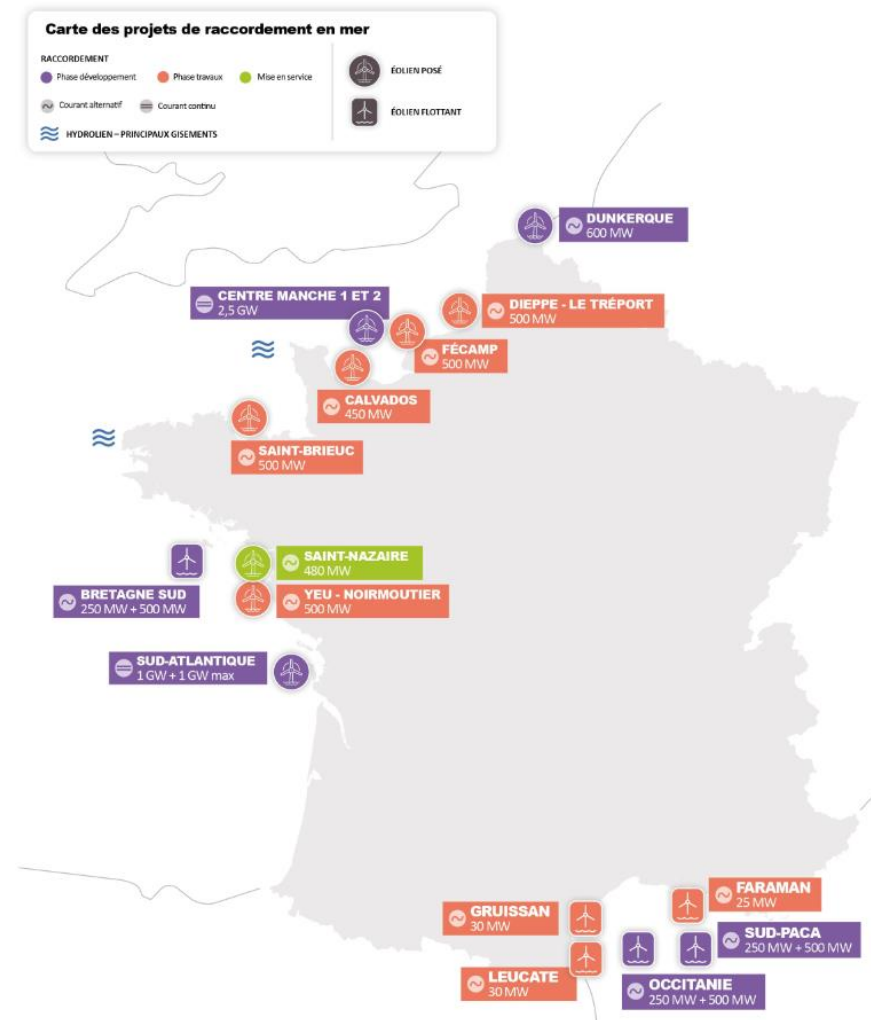 Carte des projets de raccordement en mer
RACCORDEMENT
Phase développement
Phase travaux
Mise en service
Courant alternatif
Courant continu
HYDROLIEN – PRINCIPAUX GISEMENTS
ÉOLIEN POSÉ
ÉOLIEN FLOTTANT
DUNKERQUE
600 MW
CENTRE MANCHE 1 ET 2
2,5 GW
DIEPPE - LE TRÉPORT
500 MW
FÉCAMP
500 MW
CALVADOS
450 MW
SAINT-BRIEUC
500 MW
SAINT-NAZAIRE
480 MW
BRETAGNE SUD
250 MW + 500 MW
YEU - NOIRMOUTIER
500 MW
SUD-ATLANTIQUE
1 GW + 1 GW max
FARAMAN
25 MW
GRUISSAN
30 MW
SUD-PACA
250 MW + 500 MW
LEUCATE
30 MW
OCCITANIE
250 MW + 500 MW